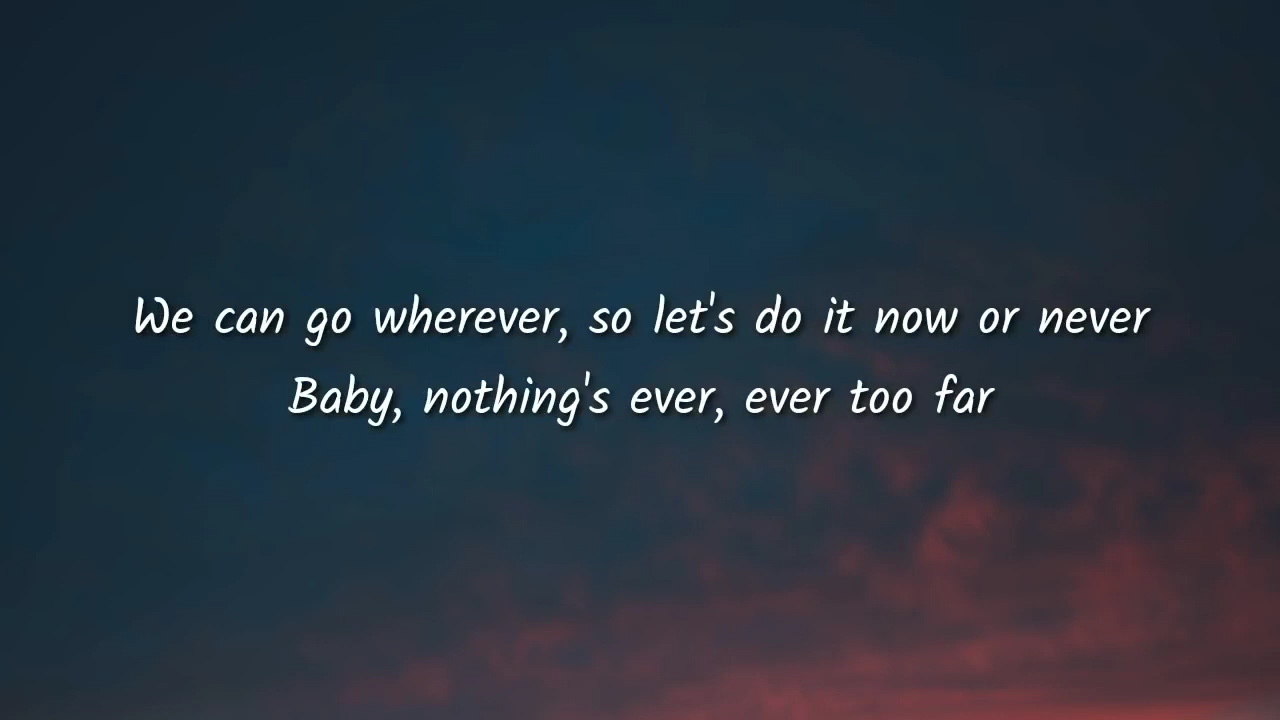 We can go wherever, so let's do it now or never
Baby, nothing's ever, ever too far